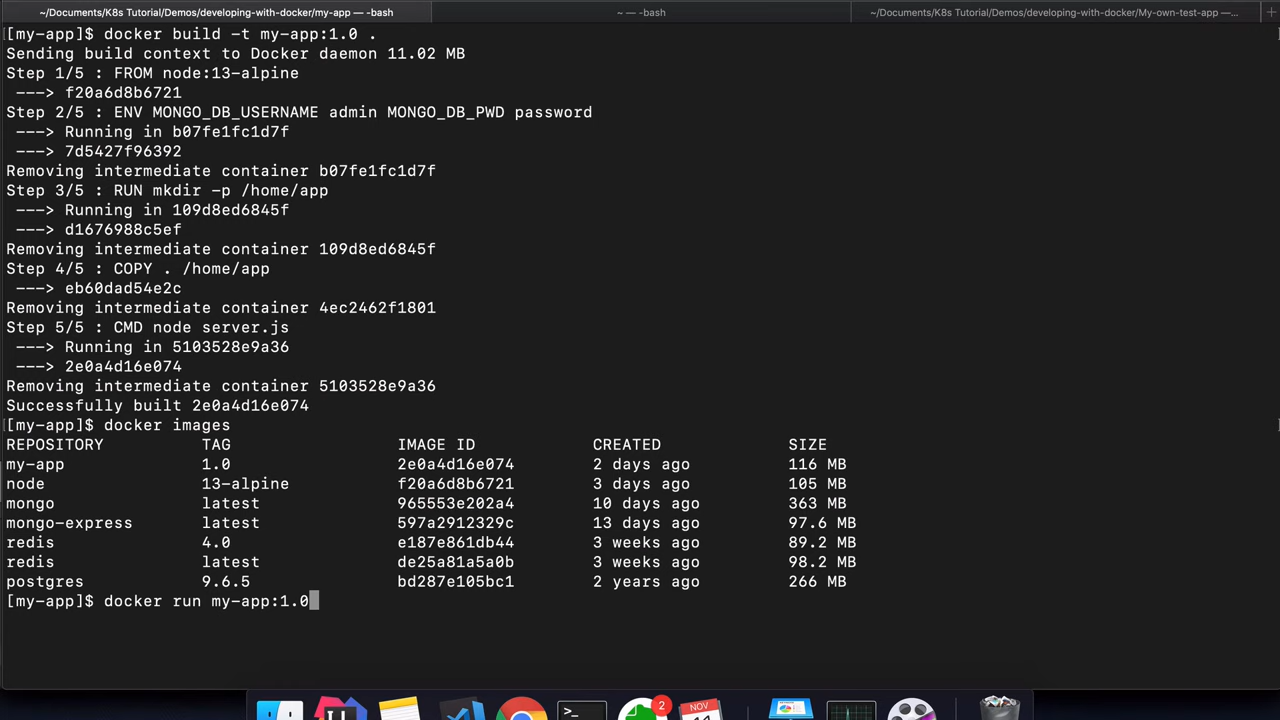 ~/Documents/K8s Tutorial/Demos/developing-with-docker/my-app — -bash
~ — -bash
~/Documents/K8s Tutorial/Demos/developing-with-docker/My-own-test-app —...
[my-app]$ docker build -t my-app:1.0 .
Sending build context to Docker daemon 11.02 MB
Step 1/5 : FROM node:13-alpine
---> f20a6d8b6721
Step 2/5 : ENV MONGO_DB_USERNAME admin MONGO_DB_PWD password
---> Running in b07fe1fc1d7f
---> 7d5427f96392
Removing intermediate container b07fe1fc1d7f
Step 3/5 : RUN mkdir -p /home/app
---> Running in 109d8ed6845f
---> d1676988c5ef
Removing intermediate container 109d8ed6845f
Step 4/5 : COPY . /home/app
---> eb60dad54e2c
Removing intermediate container 4ec2462f1801
Step 5/5 : CMD node server.js
---> Running in 5103528e9a36
---> 2e0a4d16e074
Removing intermediate container 5103528e9a36
Successfully built 2e0a4d16e074
[my-app]$ docker images
REPOSITORY TAG IMAGE ID CREATED SIZE
my-app 1.0 2e0a4d16e074 2 days ago 116 MB
node 13-alpine f20a6d8b6721 3 days ago 105 MB
mongo latest 965553e202a4 10 days ago 363 MB
mongo-express latest 597a2912329c 13 days ago 97.6 MB
redis 4.0 e187e861db44 3 weeks ago 89.2 MB
redis latest de25a81a5a0b 3 weeks ago 98.2 MB
postgres 9.6.5 bd287e105bc1 2 years ago 266 MB
[my-app]$ docker run my-app:1.0
2
NOV